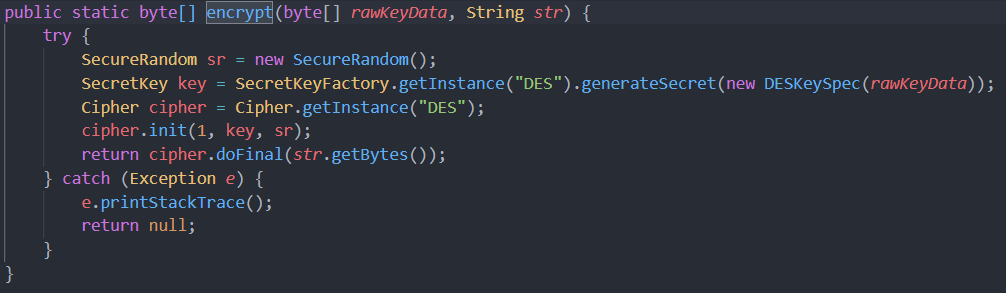 public static byte[] encrypt(byte[] rawKeyData, String str) {
    try {
        SecureRandom sr = new SecureRandom();
        SecretKey key = SecretKeyFactory.getInstance("DES").generateSecret(new DESKeySpec(rawKeyData));
        Cipher cipher = Cipher.getInstance("DES");
        cipher.init(1, key, sr);
        return cipher.doFinal(str.getBytes());
    } catch (Exception e) {
        e.printStackTrace();
        return null;
    }
}